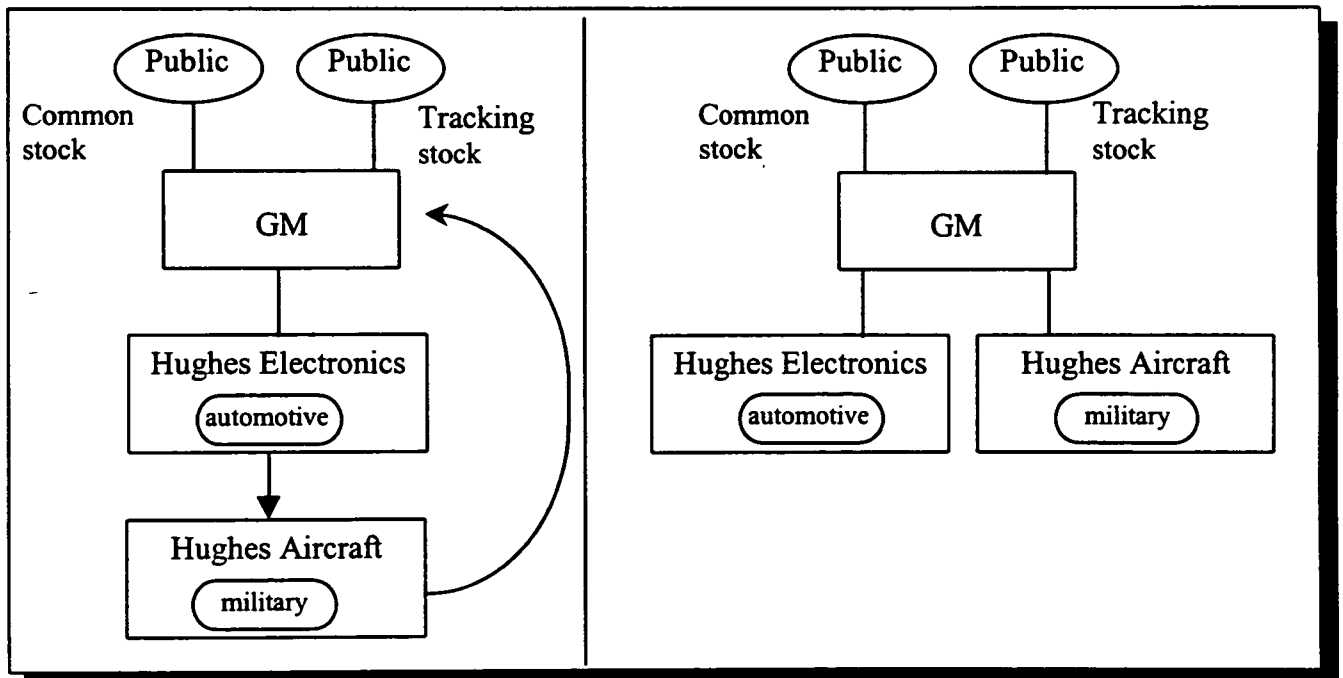 Public
Public
Common
stock
Tracking
stock
GM
Hughes Electronics
automotive
Hughes Aircraft
military
Public
Public
Common
stock
Tracking
stock
GM
Hughes Electronics
automotive
Hughes Aircraft
military